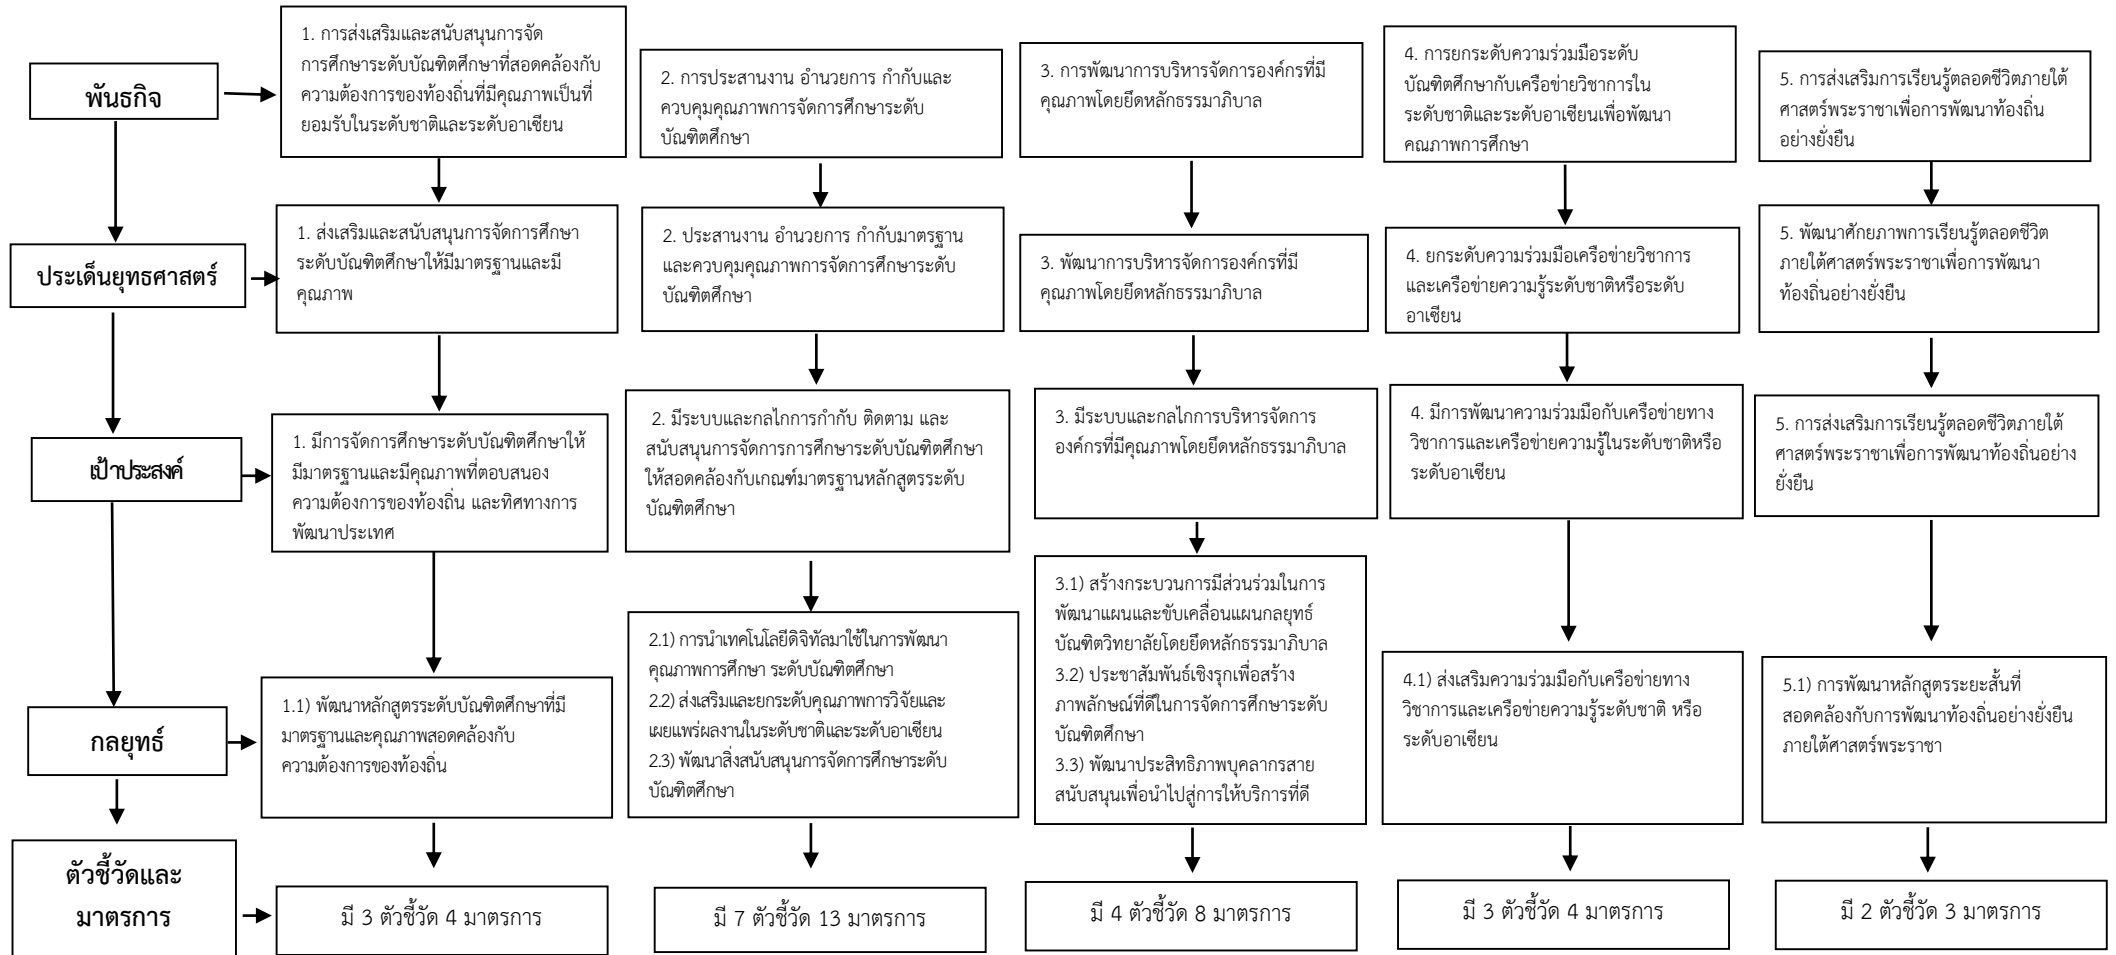 พันธกิจ
1. การส่งเสริมและสนับสนุนการจัด
การศึกษาระดับบัณฑิตศึกษาที่สอดคล้องกับ
ความต้องการของท้องถิ่นที่มีคุณภาพเป็นที่
ยอมรับในระดับชาติและระดับอาเซียน
2. การประสานงาน อำนวยการ กำกับและ
ควบคุมคุณภาพการจัดการศึกษาระดับ
บัณฑิตศึกษา
3. การพัฒนาการบริหารจัดการองค์กรที่มี
คุณภาพโดยยึดหลักธรรมาภิบาล
4. การยกระดับความร่วมมือระดับ
บัณฑิตศึกษากับเครือข่ายวิชาการใน
ระดับชาติและระดับอาเซียนเพื่อพัฒนา
คณภาพการศึกษา
5. การส่งเสริมการเรียนรู้ตลอดชีวิตภายใต้
ศาสตร์พระราชาเพื่อการพัฒนาท้องถิ่น
อย่างยั่งยืน
ประเด็นยุทธศาสตร์
1. ส่งเสริมและสนับสนุนการจัดการศึกษา
ระดับบัณฑิตศึกษาให้มีมาตรฐานและมี
คุณภาพ
2. ประสานงาน อำนวยการ กำกับมาตรฐาน
และควบคุมคุณภาพการจัดการศึกษาระดับ
บัณฑิตศึกษา
3. พัฒนาการบริหารจัดการองค์กรที่มี
คุณภาพโดยยึดหลักธรรมาภิบาล
4. ยกระดับความร่วมมือเครือข่ายวิชาการ
และเครือข่ายความรู้ระดับชาติหรือระดับ
อาเซียน
5. พัฒนาศักยภาพการเรียนรู้ตลอดชีวิต
ภายใต้ศาสตร์พระราชาเพื่อการพัฒนา
ท้องถิ่นอย่างยั่งยืน
เป้าประสงค์
1. มีการจัดการศึกษาระดับบัณฑิตศึกษาให้
มีมาตรฐานและมีคุณภาพที่ตอบสนอง
ความต้องการของท้องถิ่น และทิศทางการ
พัฒนาประเทศ
2. มีระบบและกลไกการกำกับ ติดตาม และ
สนับสนุนการจัดการการศึกษาระดับบัณฑิตศึกษา
ให้สอดคล้องกับเกณฑ์มาตรฐานหลักสูตรระดับ
บัณฑิตศึกษา
3. มีระบบและกลไกการบริหารจัดการ
องค์กรที่มีคุณภาพโดยยึดหลักธรรมาภิบาล
4. มีการพัฒนาความร่วมมือกับเครือข่ายทาง
วิชาการและเครือข่ายความรู้ในระดับชาติหรือ
ระดับอาเซียน
5. การส่งเสริมการเรียนรู้ตลอดชีวิตภายใต้
ศาสตร์พระราชาเพื่อการพัฒนาท้องถิ่นอย่าง
ยั่งยืน
กลยุทธ์
1.1) พัฒนาหลักสูตรระดับบัณฑิตศึกษาที่มี
มาตรฐานและคุณภาพสอดคล้องกับ
ความต้องการของท้องถิ่น
2.1) การนำเทคโนโลยีดิจิทัลมาใช้ในการพัฒนา
คุณภาพการศึกษา ระดับบัณฑิตศึกษา
2.2) ส่งเสริมและยกระดับคุณภาพการวิจัยและ
เผยแพร่ผลงานในระดับชาติและระดับอาเซียน
2.3) พัฒนาสิ่งสนับสนุนการจัดการศึกษาระดับ
บัณฑิตศึกษา
3.1) สร้างกระบวนการมีส่วนร่วมในการ
พัฒนาแผนและขับเคลื่อนแผนกลยุทธ์
บัณฑิตวิทยาลัยโดยยึดหลักธรรมาภิบาล
3.2) ประชาสัมพันธ์เชิงรุกเพื่อสร้าง
ภาพลักษณ์ที่ดีในการจัดการศึกษาระดับ
บัณฑิตศึกษา
3.3) พัฒนาประสิทธิภาพบุคลากรสาย
สนับสนุนเพื่อนำไปสู่การให้บริการที่ดี
4.1) ส่งเสริมความร่วมมือกับเครือข่ายทาง
วิชาการและเครือข่ายความรู้ระดับชาติ หรือ
ระดับอาเซียน
5.1) การพัฒนาหลักสูตรระยะสั้นที่
สอดคล้องกับการพัฒนาท้องถิ่นอย่างยั่งยืน
ภายใต้ศาสตร์พระราชา
ตัวชี้วัดและ
มาตรการ
มี 3 ตัวชี้วัด 4 มาตรการ
มี 7 ตัวชี้วัด 13 มาตรการ
มี 4 ตัวชี้วัด 8 มาตรการ
มี 3 ตัวชี้วัด 4 มาตรการ
มี 2 ตัวชี้วัด 3 มาตรการ